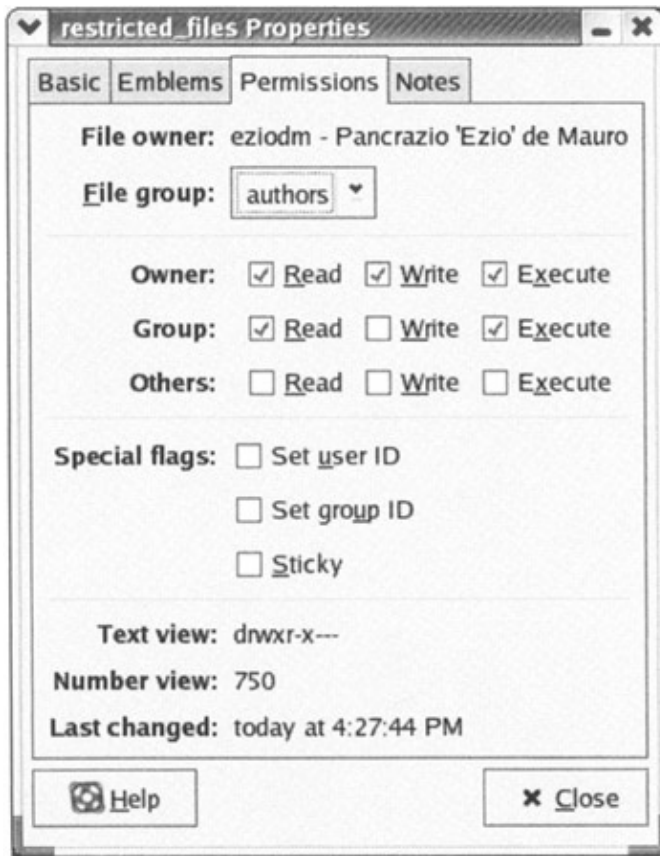 restricted_files Properties
Basic Emblems Permissions Notes
File owner: eziodm - Pancrazio 'Ezio' de Mauro
File group: authors
Owner: Read Write Execute
Group: Read Write Execute
Others: Read Write Execute
Special flags: Set user ID
Set group ID
Sticky
Text view: drwxr-x---
Number view: 750
Last changed: today at 4:27:44 PM
Help Close